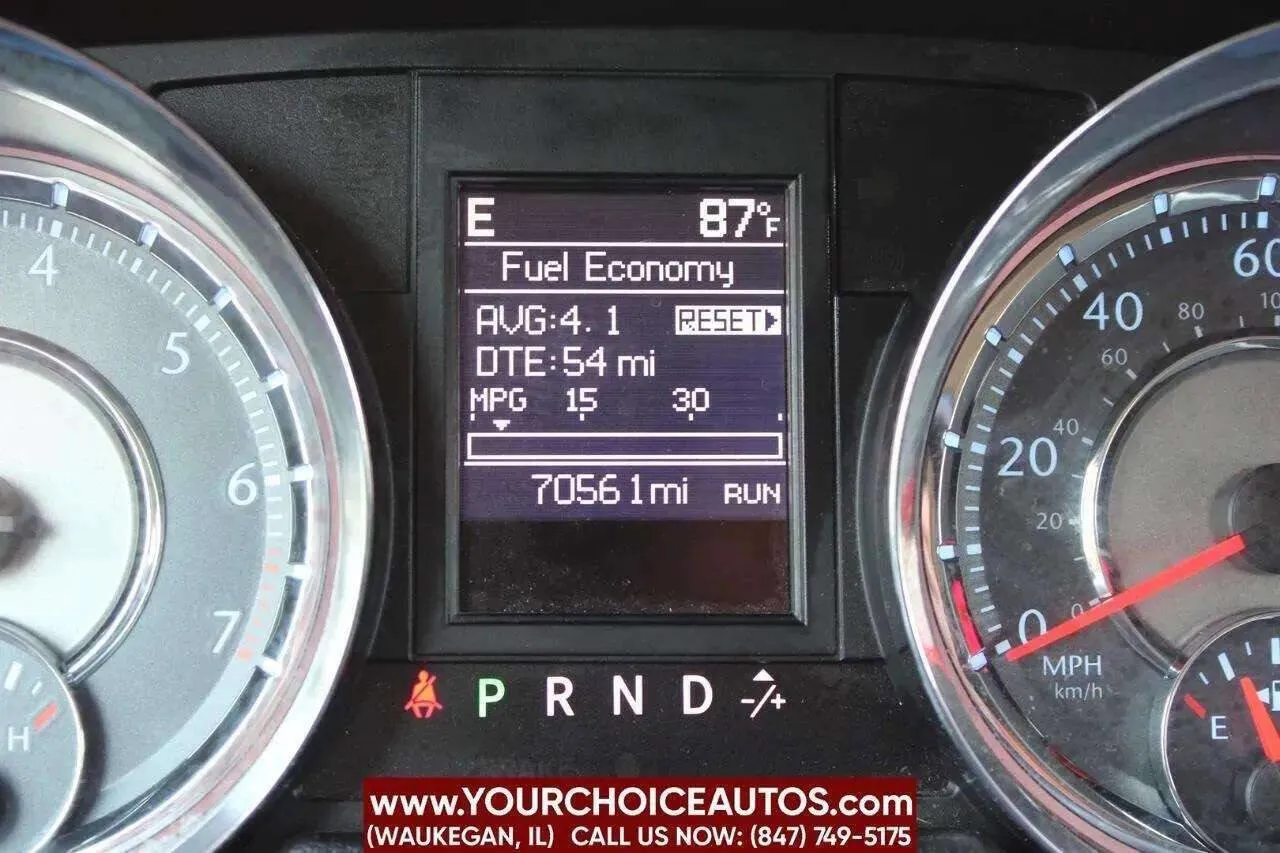 E 87°F
Fuel Economy
AVG:4.1 RESET
DTE:54 mi
MPG 15 30
70561mi RUN
4
5
6
7
H
60
40
20
0
100
80
60
40
20
0
MPH
km/h
E
P R N D -/+
www.YOURCHOICEAUTOS.com
(WAUKEGAN, IL) CALL US NOW: (847) 749-5175